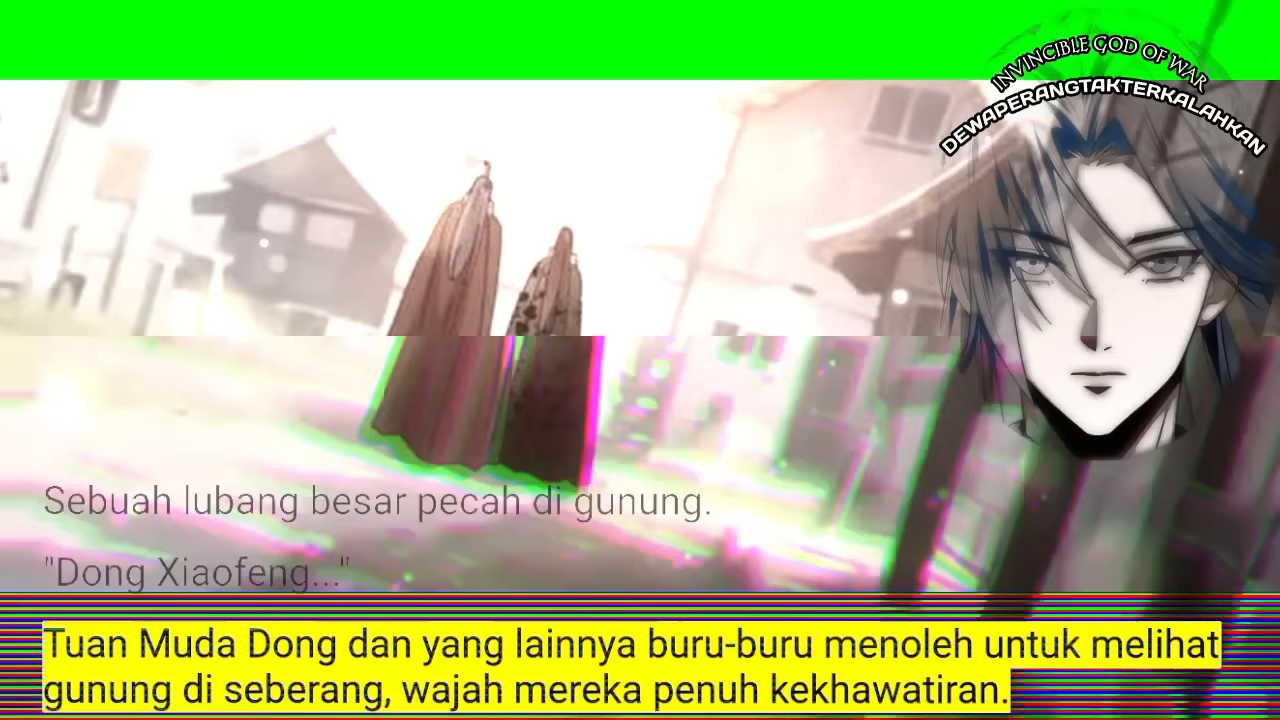 INVINCIBLE GOD OF WAR
DEWAPERANGTAKTERKALAHKAN
Sebuah lubang besar pecah di gunung.
"Dong Xiaofeng..."
Tuan Muda Dong dan yang lainnya buru-buru menoleh untuk melihat
gunung di seberang, wajah mereka penuh kekhawatiran.